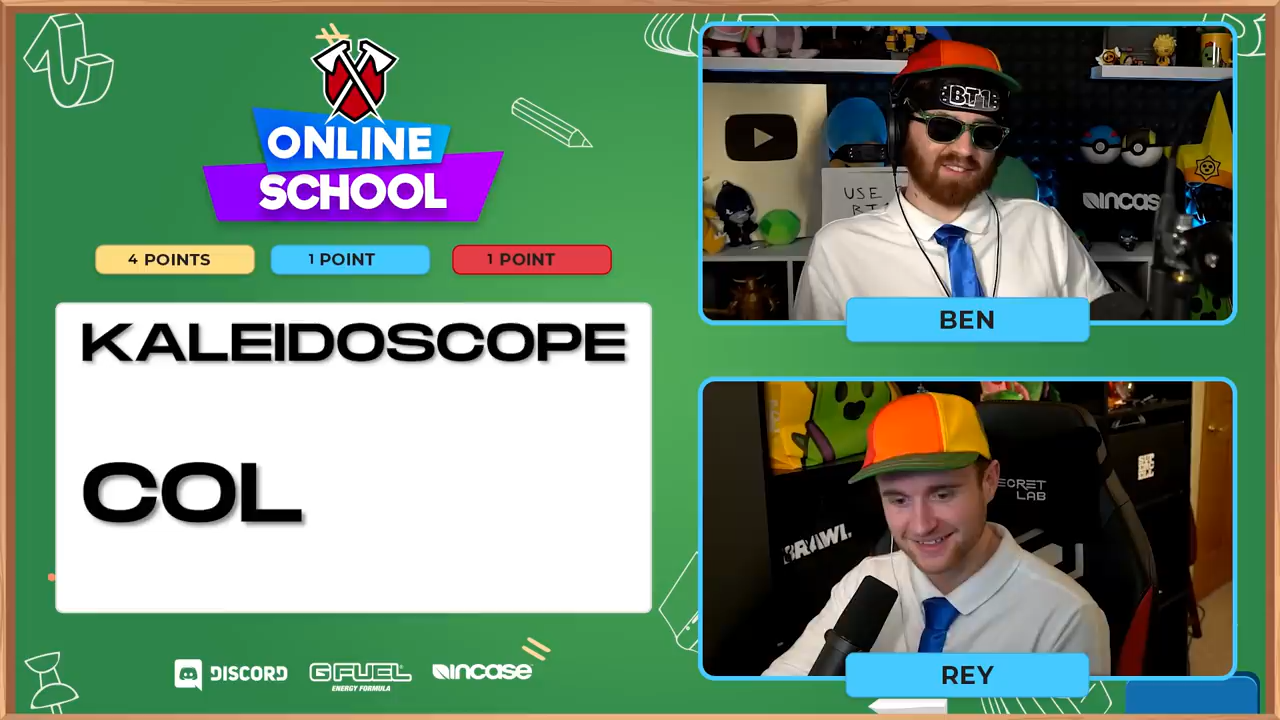 ONLINE
SCHOOL
4 POINTS
1 POINT
1 POINT
KALEIDOSCOPE
COL
DISCORD
G FUEL
ENERGY FORMULA
INCASE
BT1
USE
BT1
INCASE
BEN
SECRET
LAB
BRAWL
REY